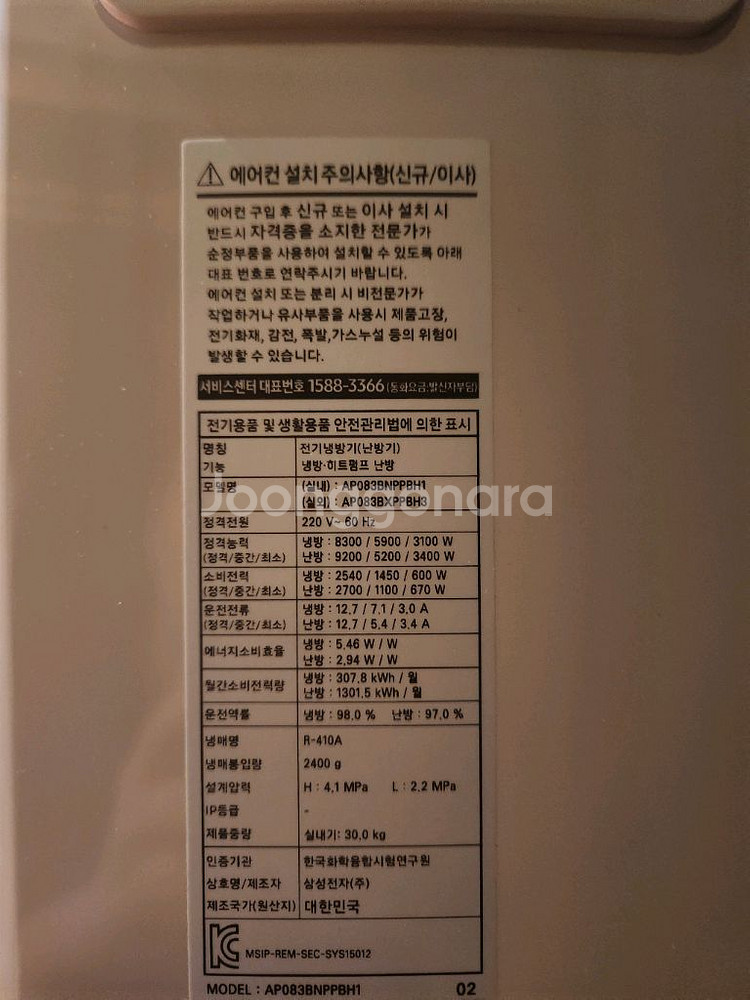 ⚠ 에어컨 설치 주의사항(신규/이사)
에어컨 구입 후 신규 또는 이사 설치 시
반드시 자격증을 소지한 전문가가
순정부품을 사용하여 설치할 수 있도록 아래
대표 번호로 연락주시기 바랍니다.
에어컨 설치 또는 분리 시 비전문가가
작업하거나 유사부품을 사용시 제품고장,
전기화재, 감전, 폭발,가스누설 등의 위험이
발생할 수 있습니다.
서비스센터 대표번호 1588-3366 (통화요금:발신자부담)
전기용품 및 생활용품 안전관리법에 의한 표시
명칭 전기냉방기(난방기)
기능 냉방·히트펌프 난방
모델명 (실내) : AP083BNPPBH1
(실외) : AP083BXPPBH3
Joonggonara
정격전원 220 V~ 60 Hz
정격능력 냉방 : 8300 / 5900 / 3100 W
(정격/중간/최소) 난방 : 9200 / 5200 / 3400 W
소비전력 냉방 : 2540 / 1450 / 600 W
(정격/중간/최소) 난방 : 2700 / 1100 / 670 W
운전전류 냉방 : 12.7 / 7.1 / 3.0 A
(정격/중간/최소) 난방 : 12.7 / 5.4 / 3.4 A
에너지소비효율 냉방 : 5.46 W / W
난방 : 2.94 W / W
월간소비전력량 냉방 : 307.8 kWh / 월
난방 : 1301.5 kWh / 월
운전역률 냉방 : 98.0 % 난방 : 97.0 %
냉매명 R-410A
냉매봉입량 2400 g
설계압력 H : 4.1 MPa L : 2.2 MPa
IP등급 -
제품중량 실내기: 30.0 kg
인증기관 한국화학융합시험연구원
상호명/제조자 삼성전자(주)
제조국가(원산지) 대한민국
MSIP-REM-SEC-SYS15012
MODEL : AP083BNPPBH1 02